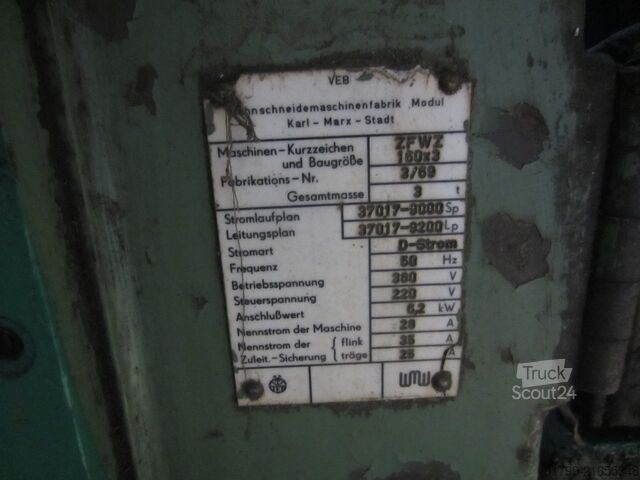 VEB
hnschneidemaschinenfabrik Modul
Karl-Marx-Stadt
Maschinen-Kurzzeichen und Baugröße ZFWZ 160x3
Fabrikations-Nr. 3/69
Gesamtmasse 3 t
Stromlaufplan 37017-9000 Sp
Leitungsplan 37017-9200 Lp
Stromart D-Strom
Frequenz 50 Hz
Betriebsspannung 380 V
Steuerspannung 220 V
Anschlußwert 6,2 kW
Nennstrom der Maschine 28 A
Nennstrom der Zuleit.-Sicherung { flink 35 A
träge 25 A
WMW
Truck
Scout24